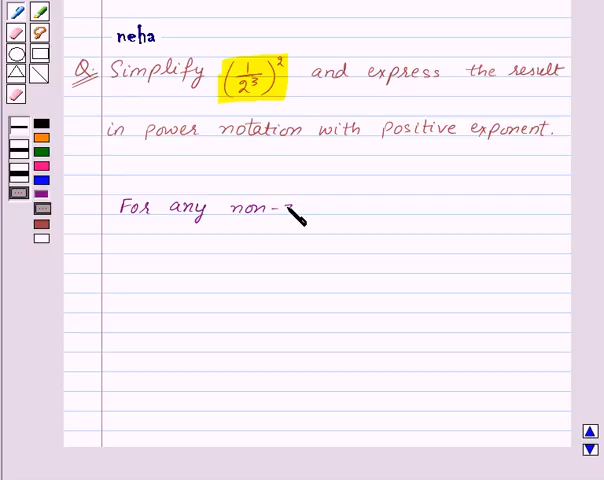 neha
Q. Simplify (1/2³)² and express the result
in power notation with positive exponent.
For any non-